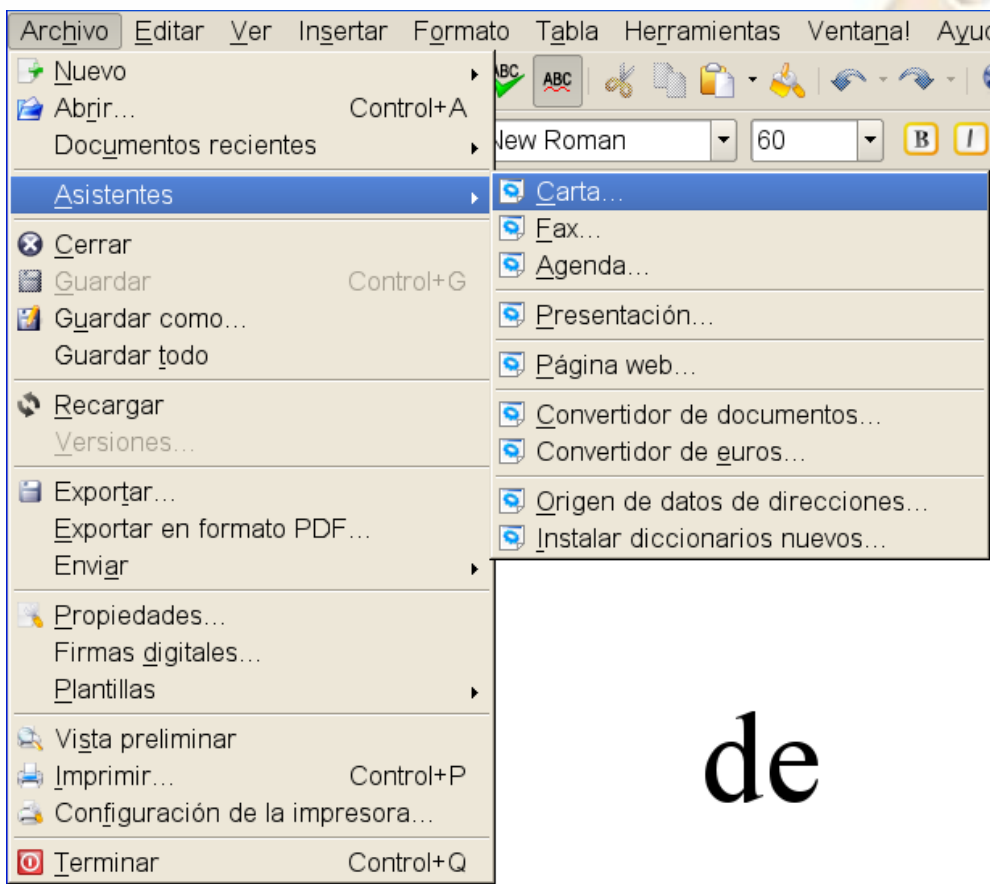 Archivo Editar Ver Insertar Formato Tabla Herramientas Ventana!
Nuevo
ABC ABC
Abrir... Control+A
Documentos recientes
New Roman 60 B I
Asistentes
Carta...
Fax...
Agenda...
Presentación...
Página web...
Convertidor de documentos...
Convertidor de euros...
Origen de datos de direcciones...
Instalar diccionarios nuevos...
Cerrar
Guardar Control+G
Guardar como...
Guardar todo
Recargar
Versiones...
Exportar...
Exportar en formato PDF...
Enviar
Propiedades...
Firmas digitales...
Plantillas
Vista preliminar
Imprimir... Control+P
Configuración de la impresora...
Terminar Control+Q
de